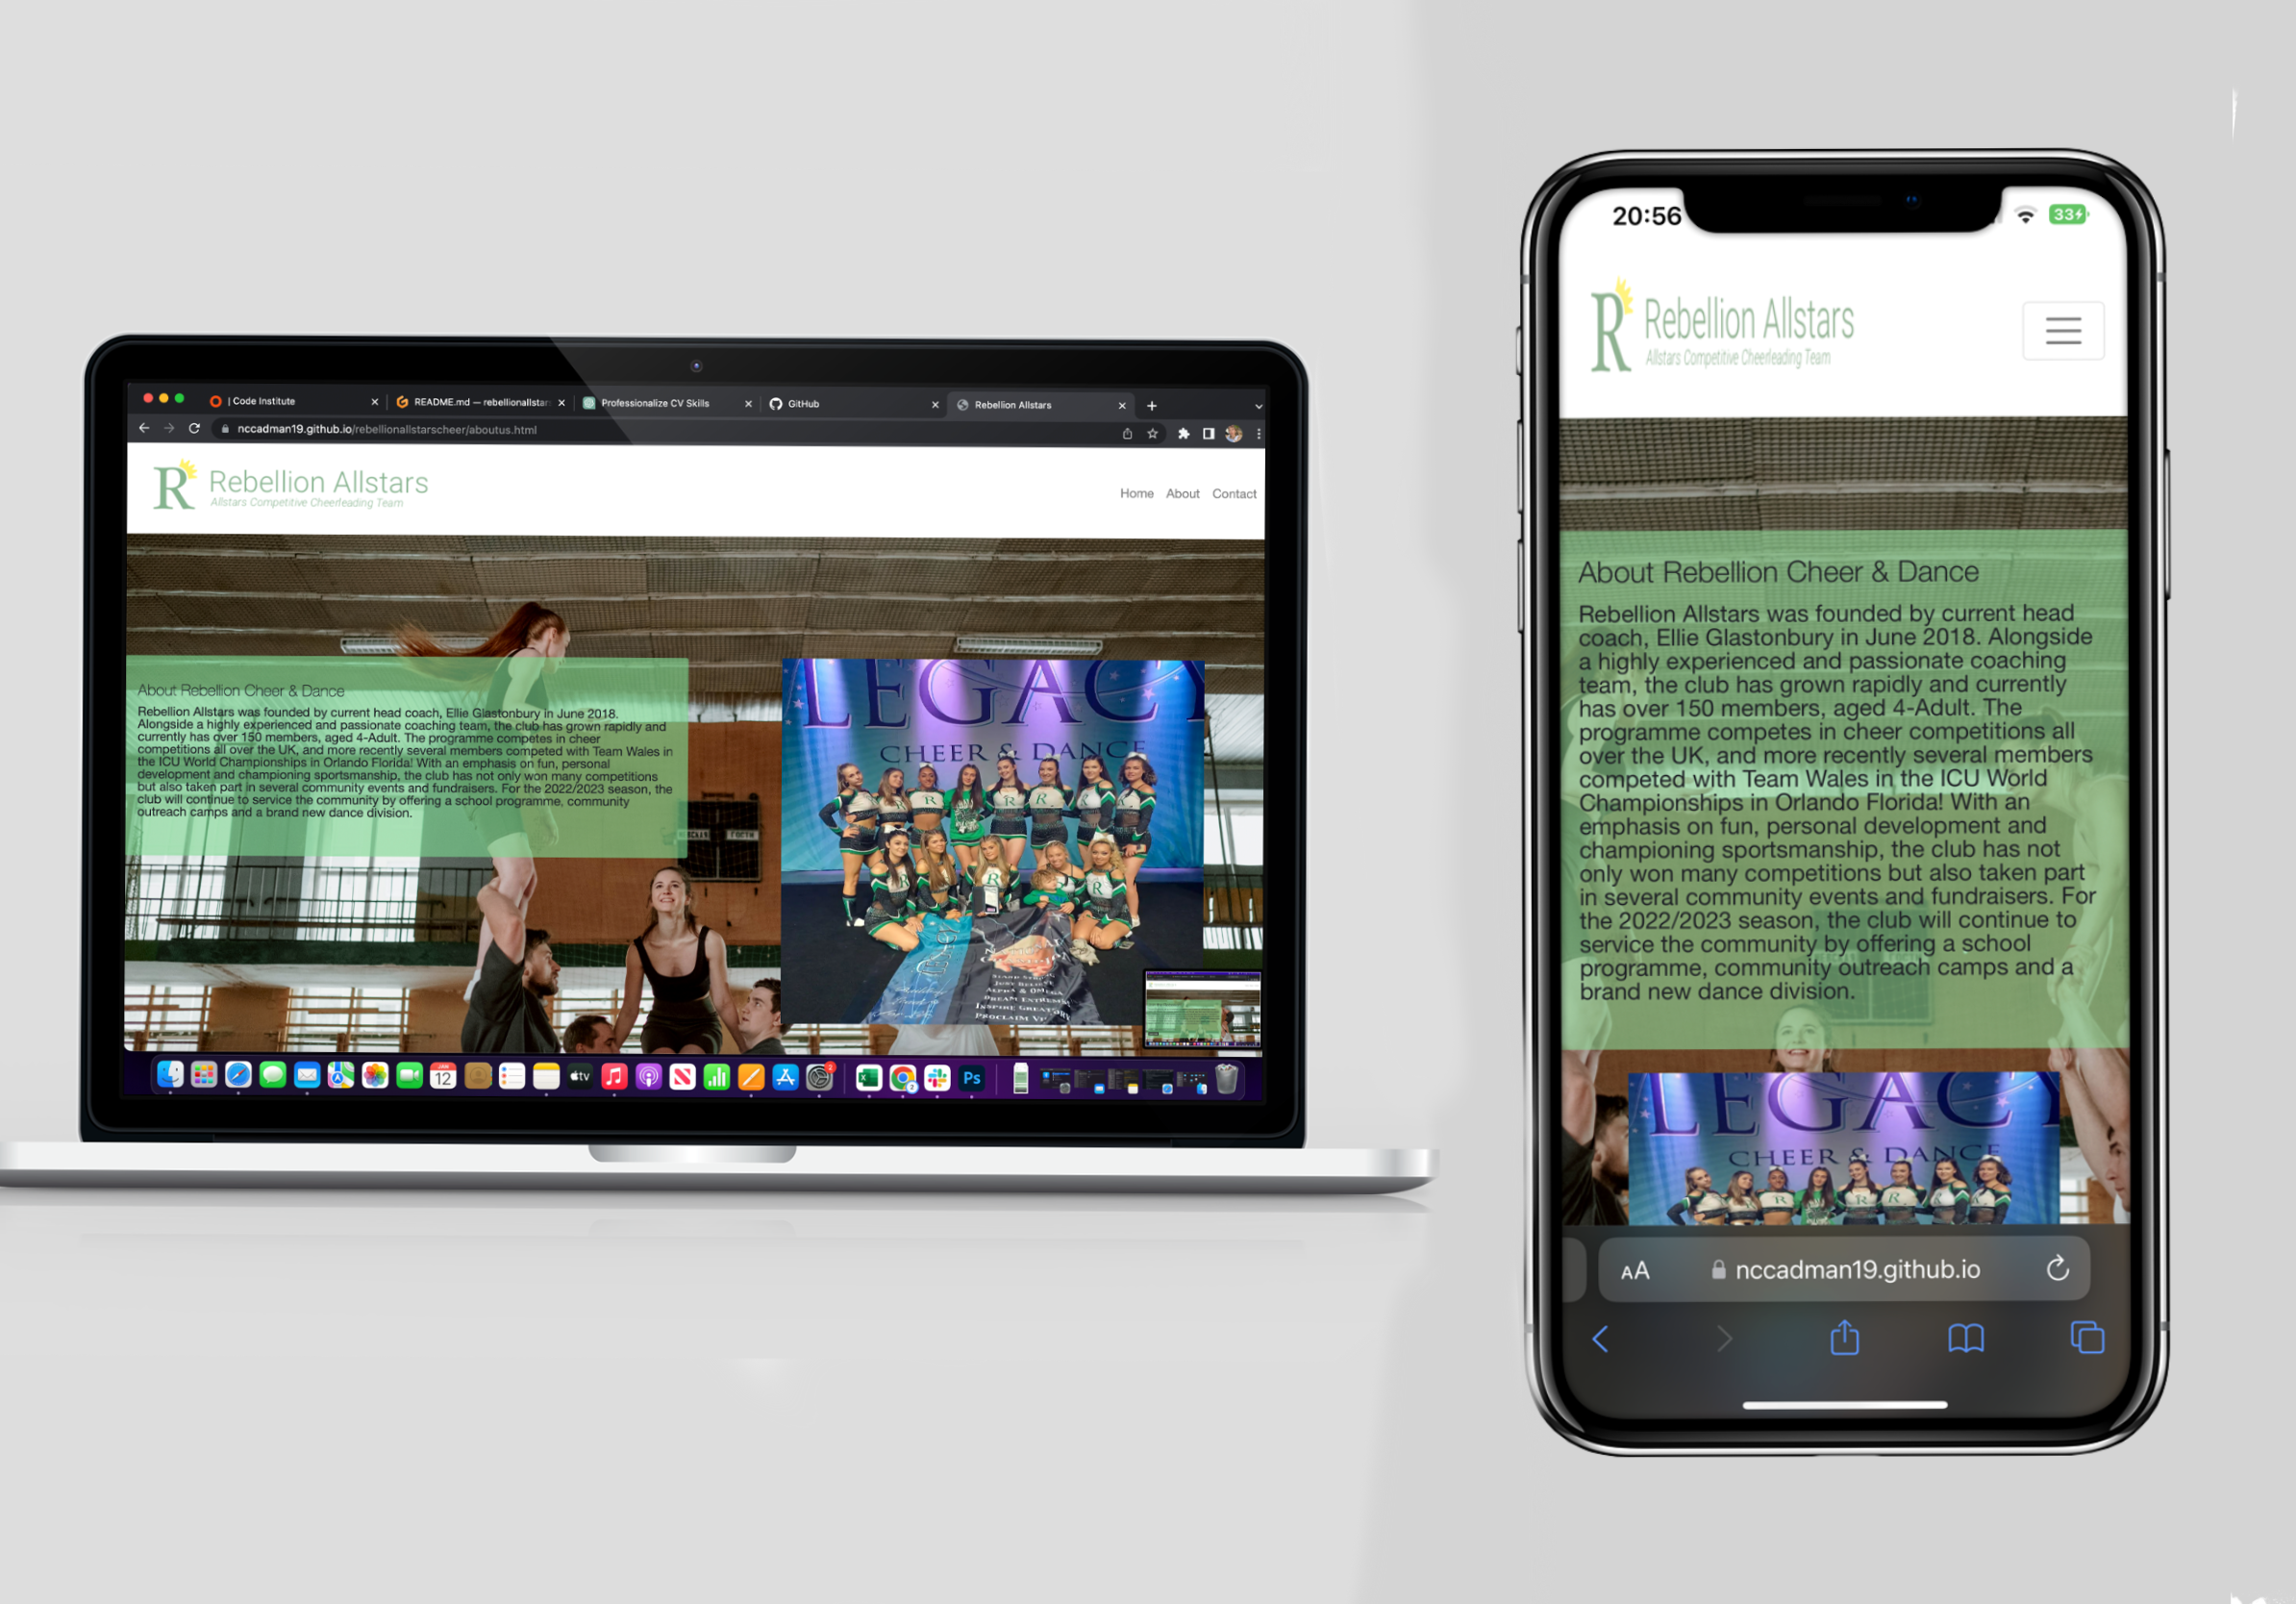 | Code Institute
README.md — rebellionallstar
Professionalize CV Skills
GitHub
Rebellion Allstars
nccadman19.github.io/rebellionallstarscheer/aboutus.html
R Rebellion Allstars
Allstars Competitive Cheerleading Team
Home About Contact
About Rebellion Cheer & Dance
Rebellion Allstars was founded by current head coach, Ellie Glastonbury in June 2018.
Alongside a highly experienced and passionate coaching team, the club has grown rapidly and
currently has over 150 members, aged 4-Adult. The programme competes in cheer
competitions all over the UK, and more recently several members competed with Team Wales in
the ICU World Championships in Orlando Florida! With an emphasis on fun, personal
development and championing sportsmanship, the club has not only won many competitions
but also taken part in several community events and fundraisers. For the 2022/2023 season, the
club will continue to service the community by offering a school programme, community
outreach camps and a brand new dance division.
LEGACY
CHEER & DANCE
ALPHA & OMEGA
DREAM EXTREME
INSPIRE GREATORY
PROCLAIM
JAN
12
tv
2
Ps
20:56
33
R Rebellion Allstars
Allstars Competitive Cheerleading Team
About Rebellion Cheer & Dance
Rebellion Allstars was founded by current head
coach, Ellie Glastonbury in June 2018. Alongside
a highly experienced and passionate coaching
team, the club has grown rapidly and currently
has over 150 members, aged 4-Adult. The
programme competes in cheer competitions all
over the UK, and more recently several members
competed with Team Wales in the ICU World
Championships in Orlando Florida! With an
emphasis on fun, personal development and
championing sportsmanship, the club has not
only won many competitions but also taken part
in several community events and fundraisers. For
the 2022/2023 season, the club will continue to
service the community by offering a school
programme, community outreach camps and a
brand new dance division.
LEGACY
CHEER & DANCE
AA nccadman19.github.io